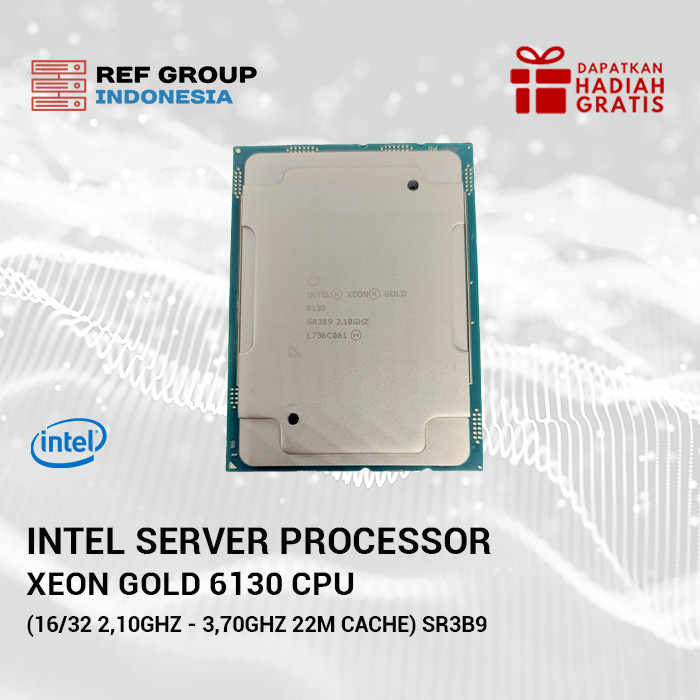 REF GROUP
INDONESIA
DAPATKAN
HADIAH
GRATIS
INTEL® XEON® GOLD
6130
SR3B9 2.10GHZ
L736C061
intel
INTEL SERVER PROCESSOR
XEON GOLD 6130 CPU
(16/32 2,10GHZ - 3,70GHZ 22M CACHE) SR3B9